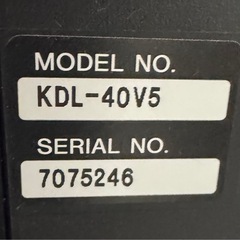 MODEL NO.
KDL-40V5
SERIAL NO.
7075246